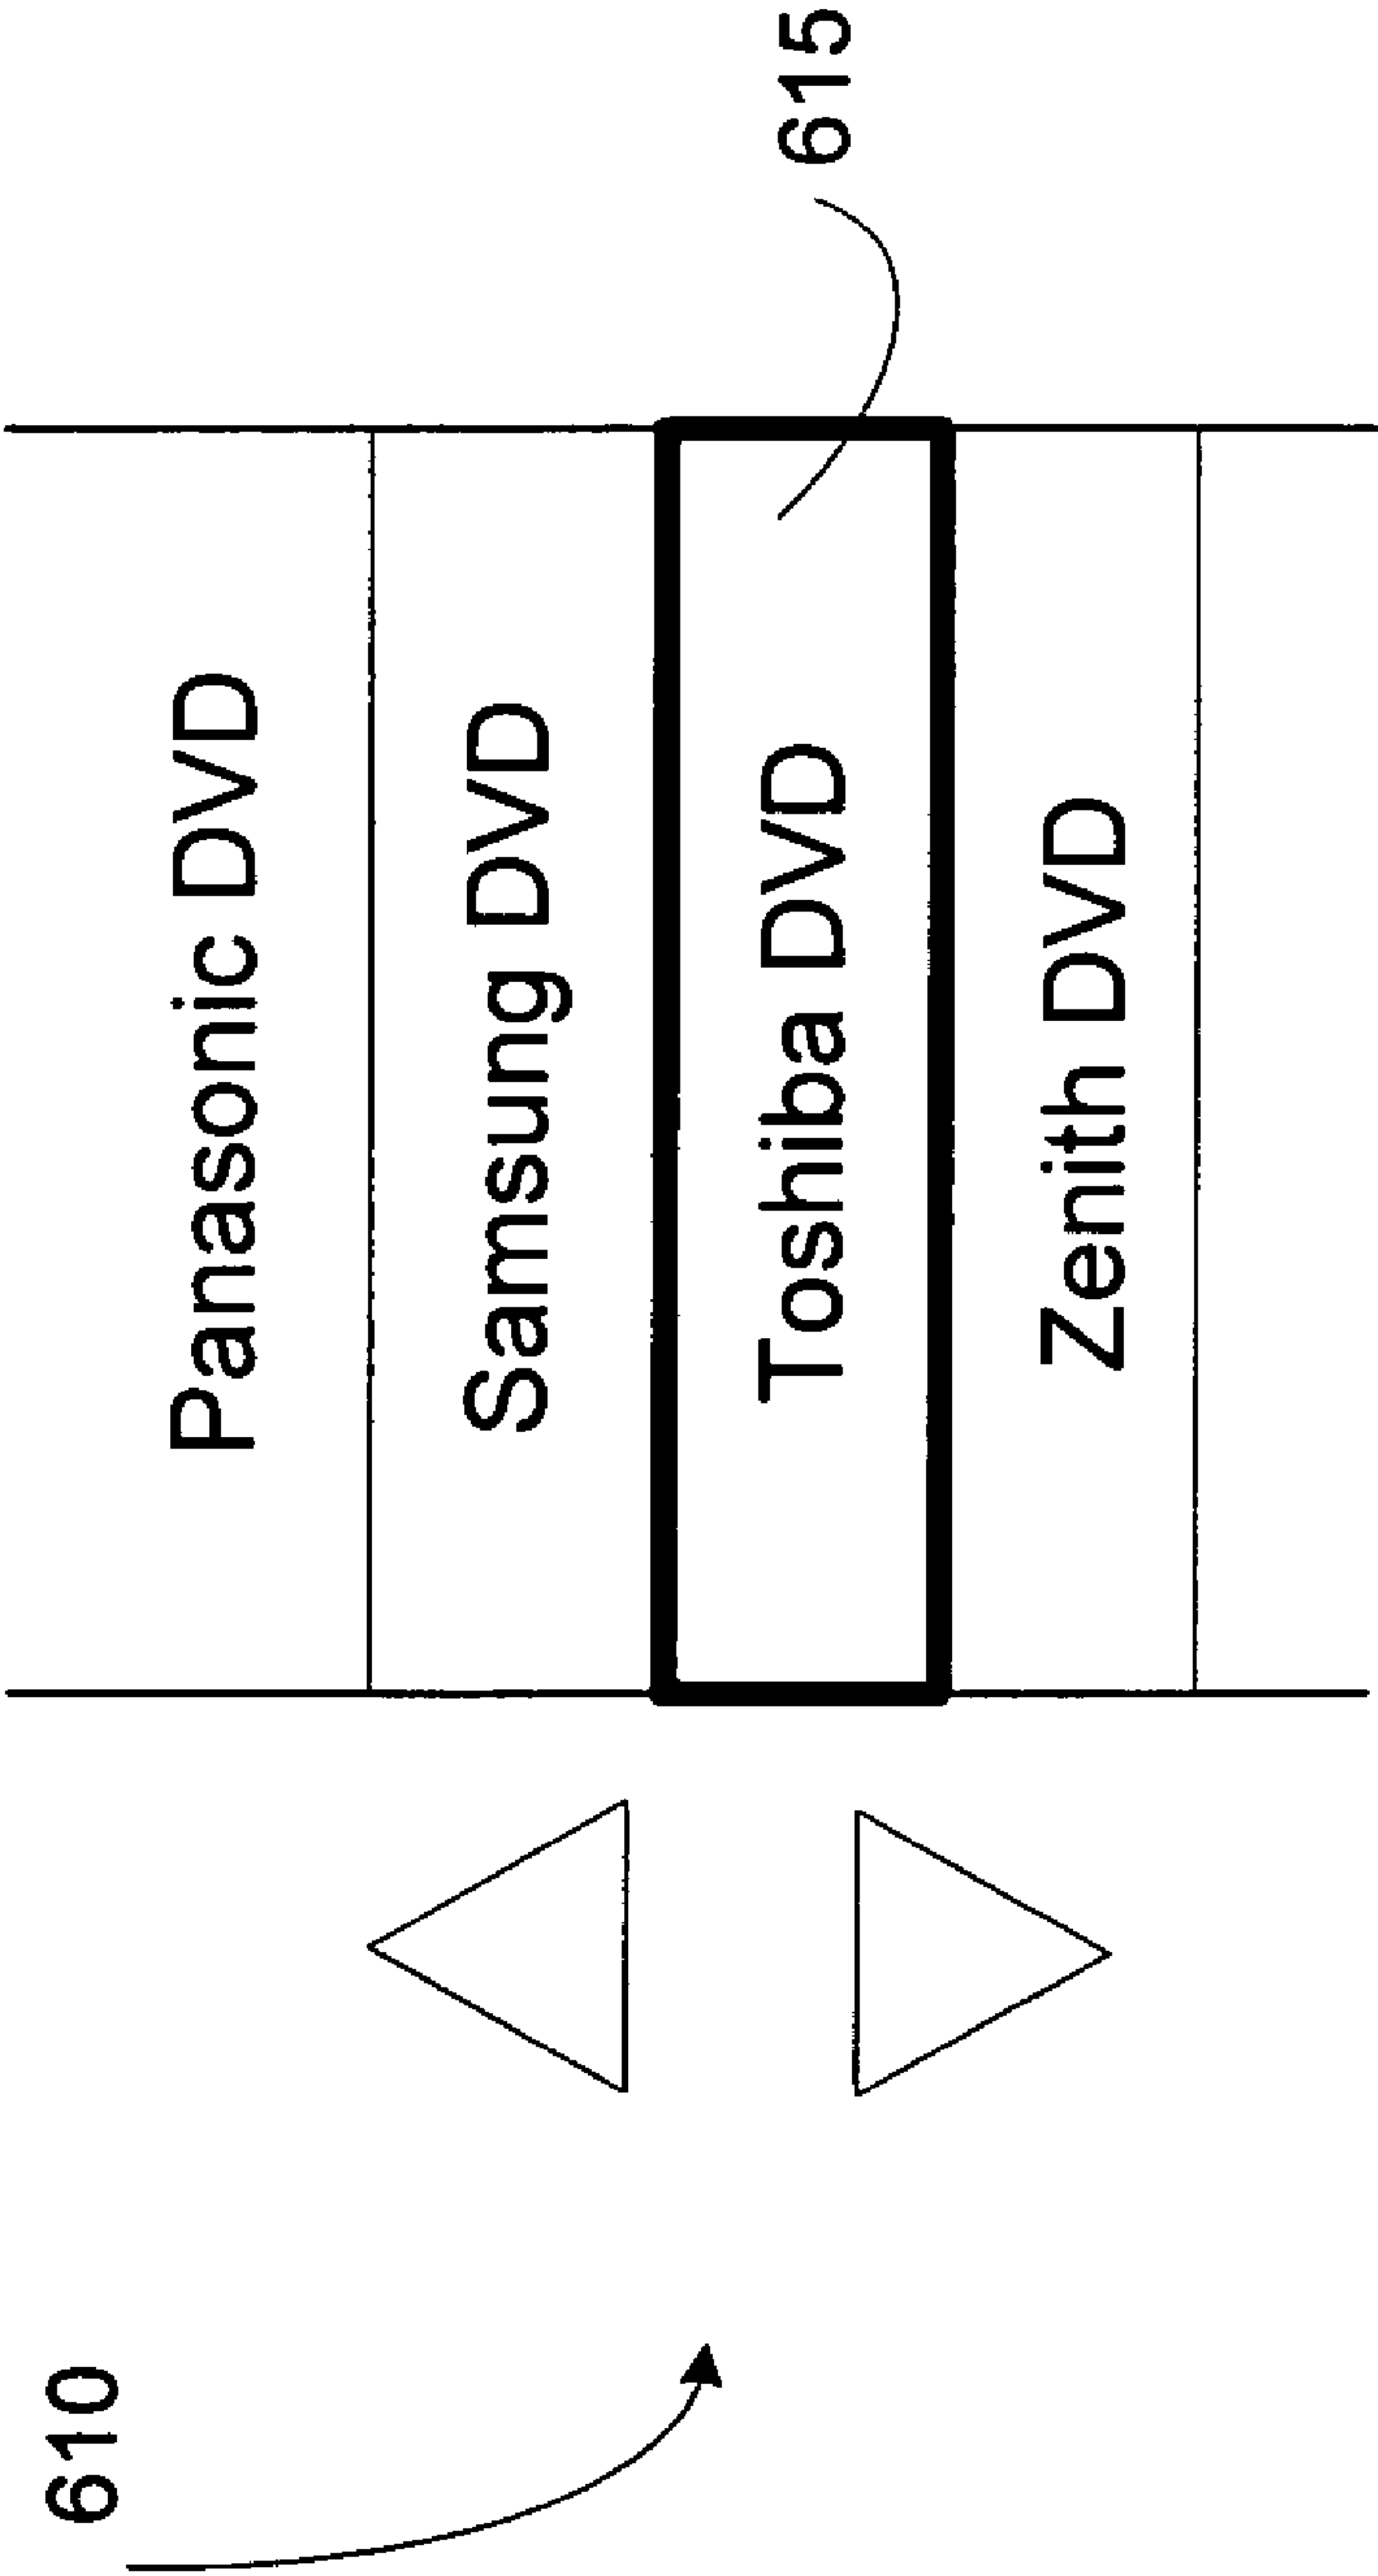 610
Panasonic DVD
Samsung DVD
Toshiba DVD
615
Zenith DVD